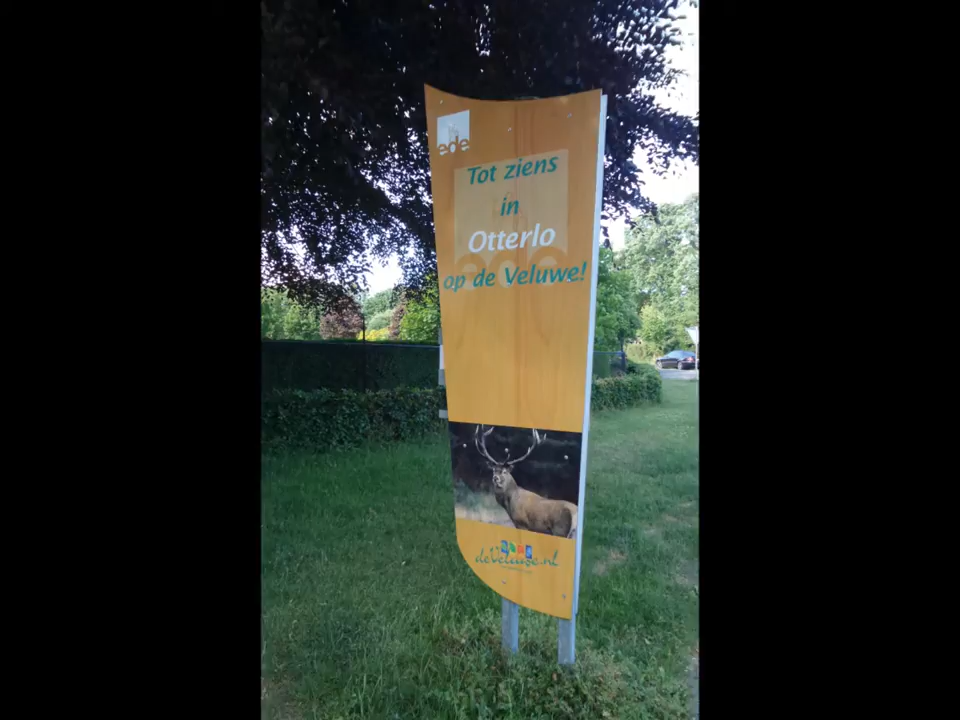 ede
Tot ziens
in
Otterlo
op de Veluwe!
deVeluwe.nl